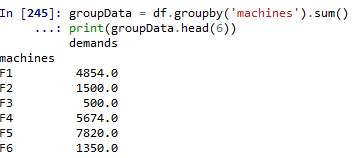 In [245]: groupData = df.groupby('machines').sum()
...: print(groupData.head(6))
demands
machines
F1 4854.0
F2 1500.0
F3 500.0
F4 5674.0
F5 7820.0
F6 1350.0